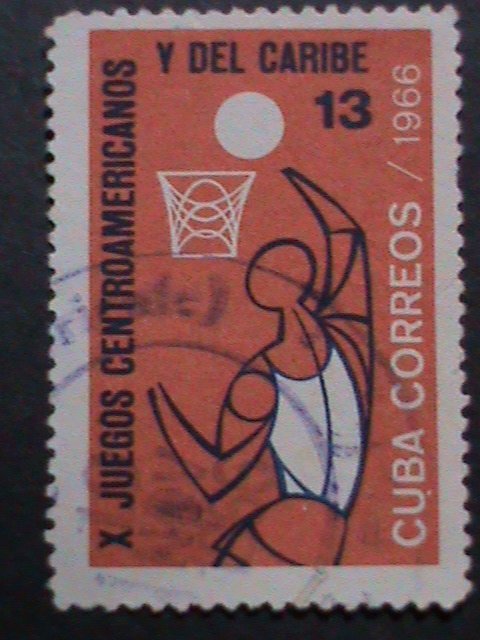 X JUEGOS CENTROAMERICANOS
Y DEL CARIBE
13
CUBA CORREOS / 1966